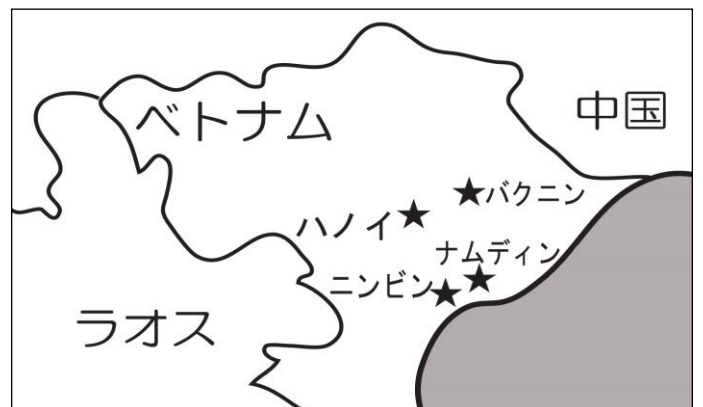 ベトナム
中国
バクニン
ハノイ
ナムディン
ニンビン
ラオス